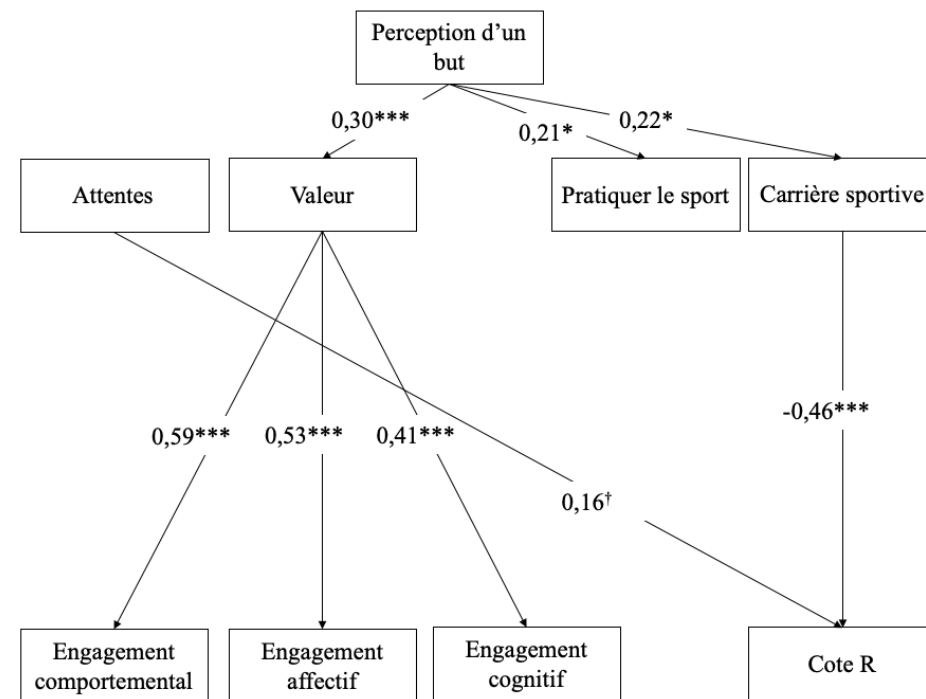 Perception d’un
but
0,30***
0,21*
0,22*
Attentes
Valeur
Pratiquer le sport
Carrière sportive
0,59***
0,53***
0,41***
-0,46***
0,16†
Engagement
comportemental
Engagement
affectif
Engagement
cognitif
Cote R